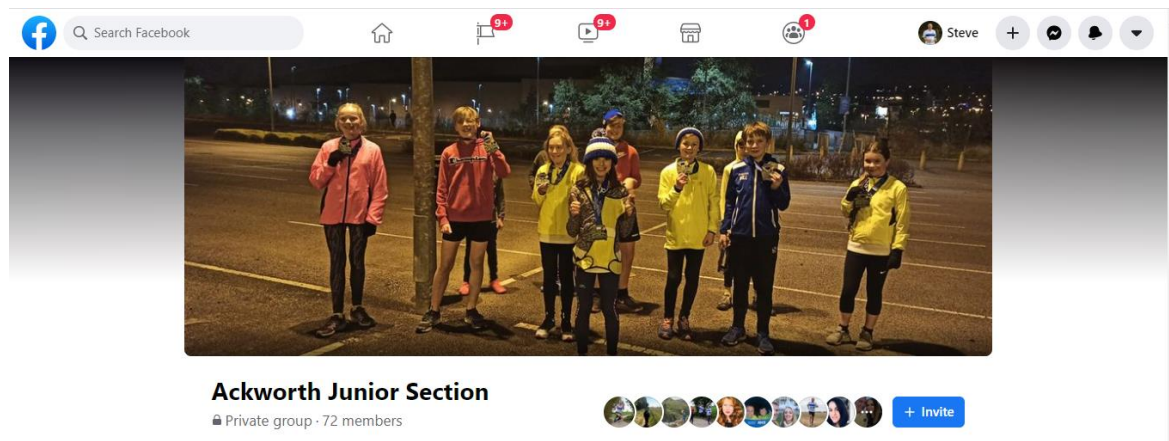 Search Facebook
9+
9+
1
Steve
Ackworth Junior Section
Private group · 72 members
+ Invite